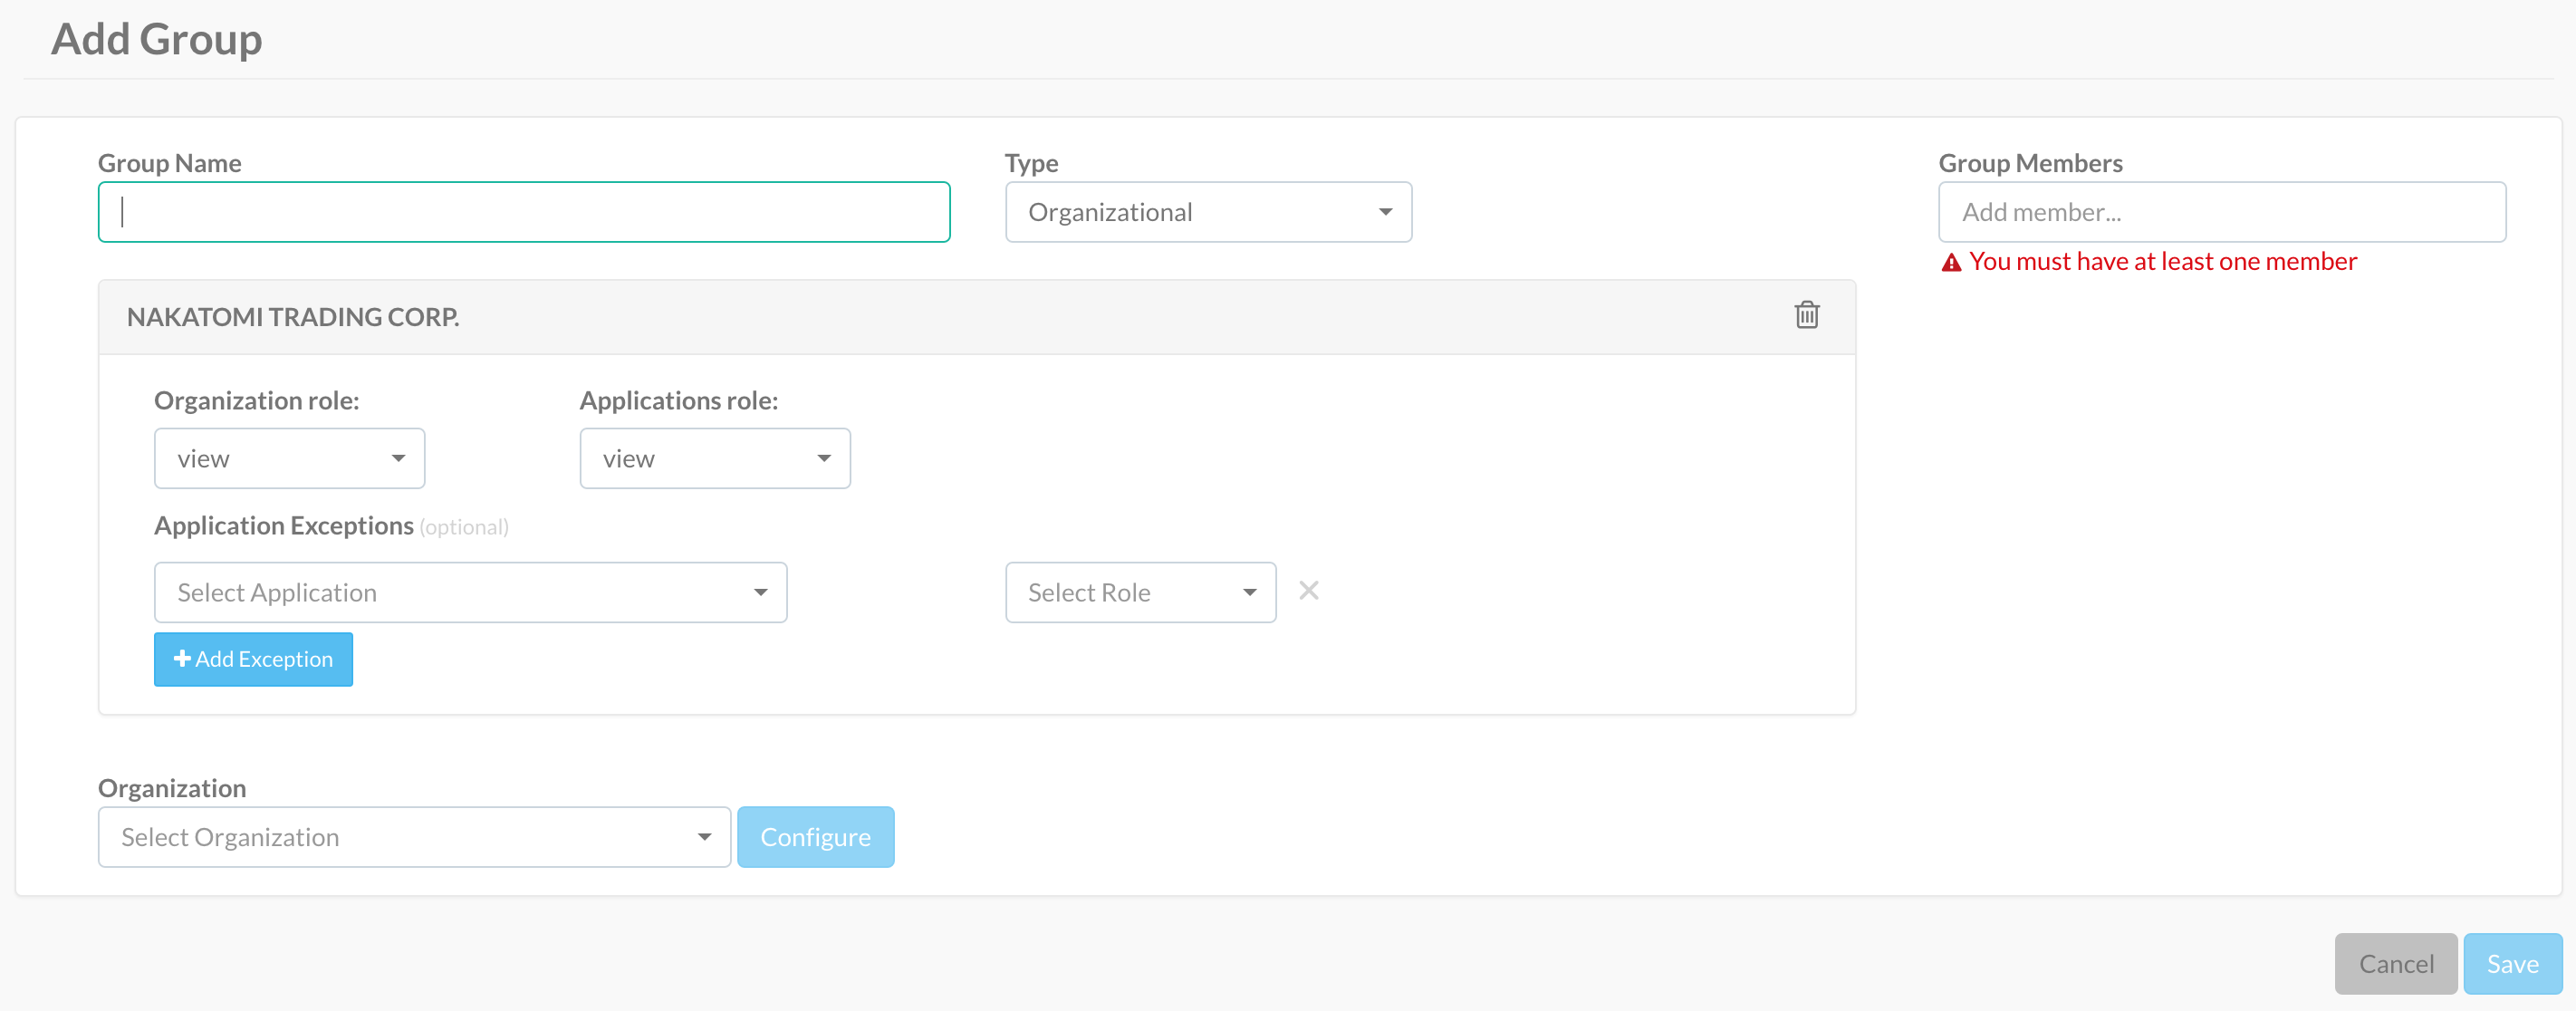 Add Group
Group Name
Type
Organizational
Group Members
Add member...
You must have at least one member
NAKATOMI TRADING CORP.
Organization role:
Applications role:
view
view
Application Exceptions (optional)
Select Application
Select Role
Add Exception
Organization
Select Organization
Configure
Cancel
Save